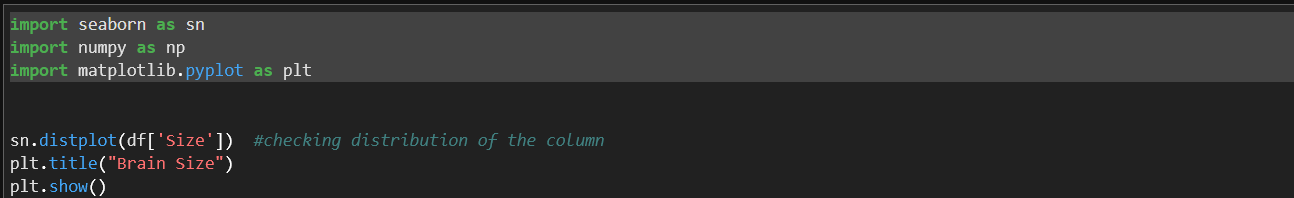 import seaborn as sn
import numpy as np
import matplotlib.pyplot as plt
sn.distplot(df['Size'])  #checking distribution of the column
plt.title("Brain Size")
plt.show()